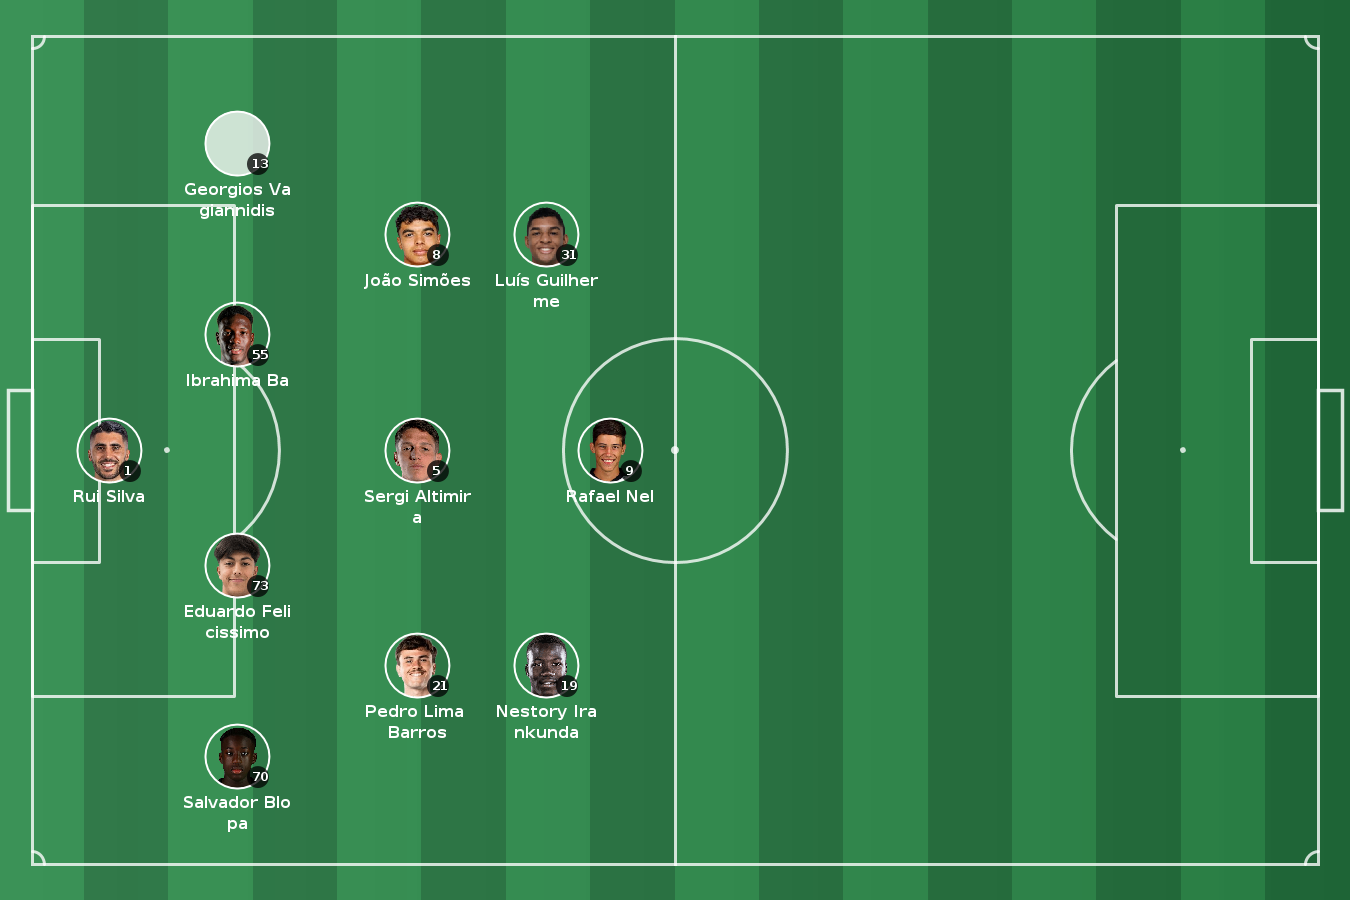 13
Georgios Va
giannidis
8
João Simões
31
Luís Guilher
me
55
Ibrahima Ba
1
Rui Silva
5
Sergi Altimir
a
9
Rafael Nel
73
Eduardo Feli
cissimo
21
Pedro Lima
Barros
19
Nestory Ira
nkunda
70
Salvador Blo
pa